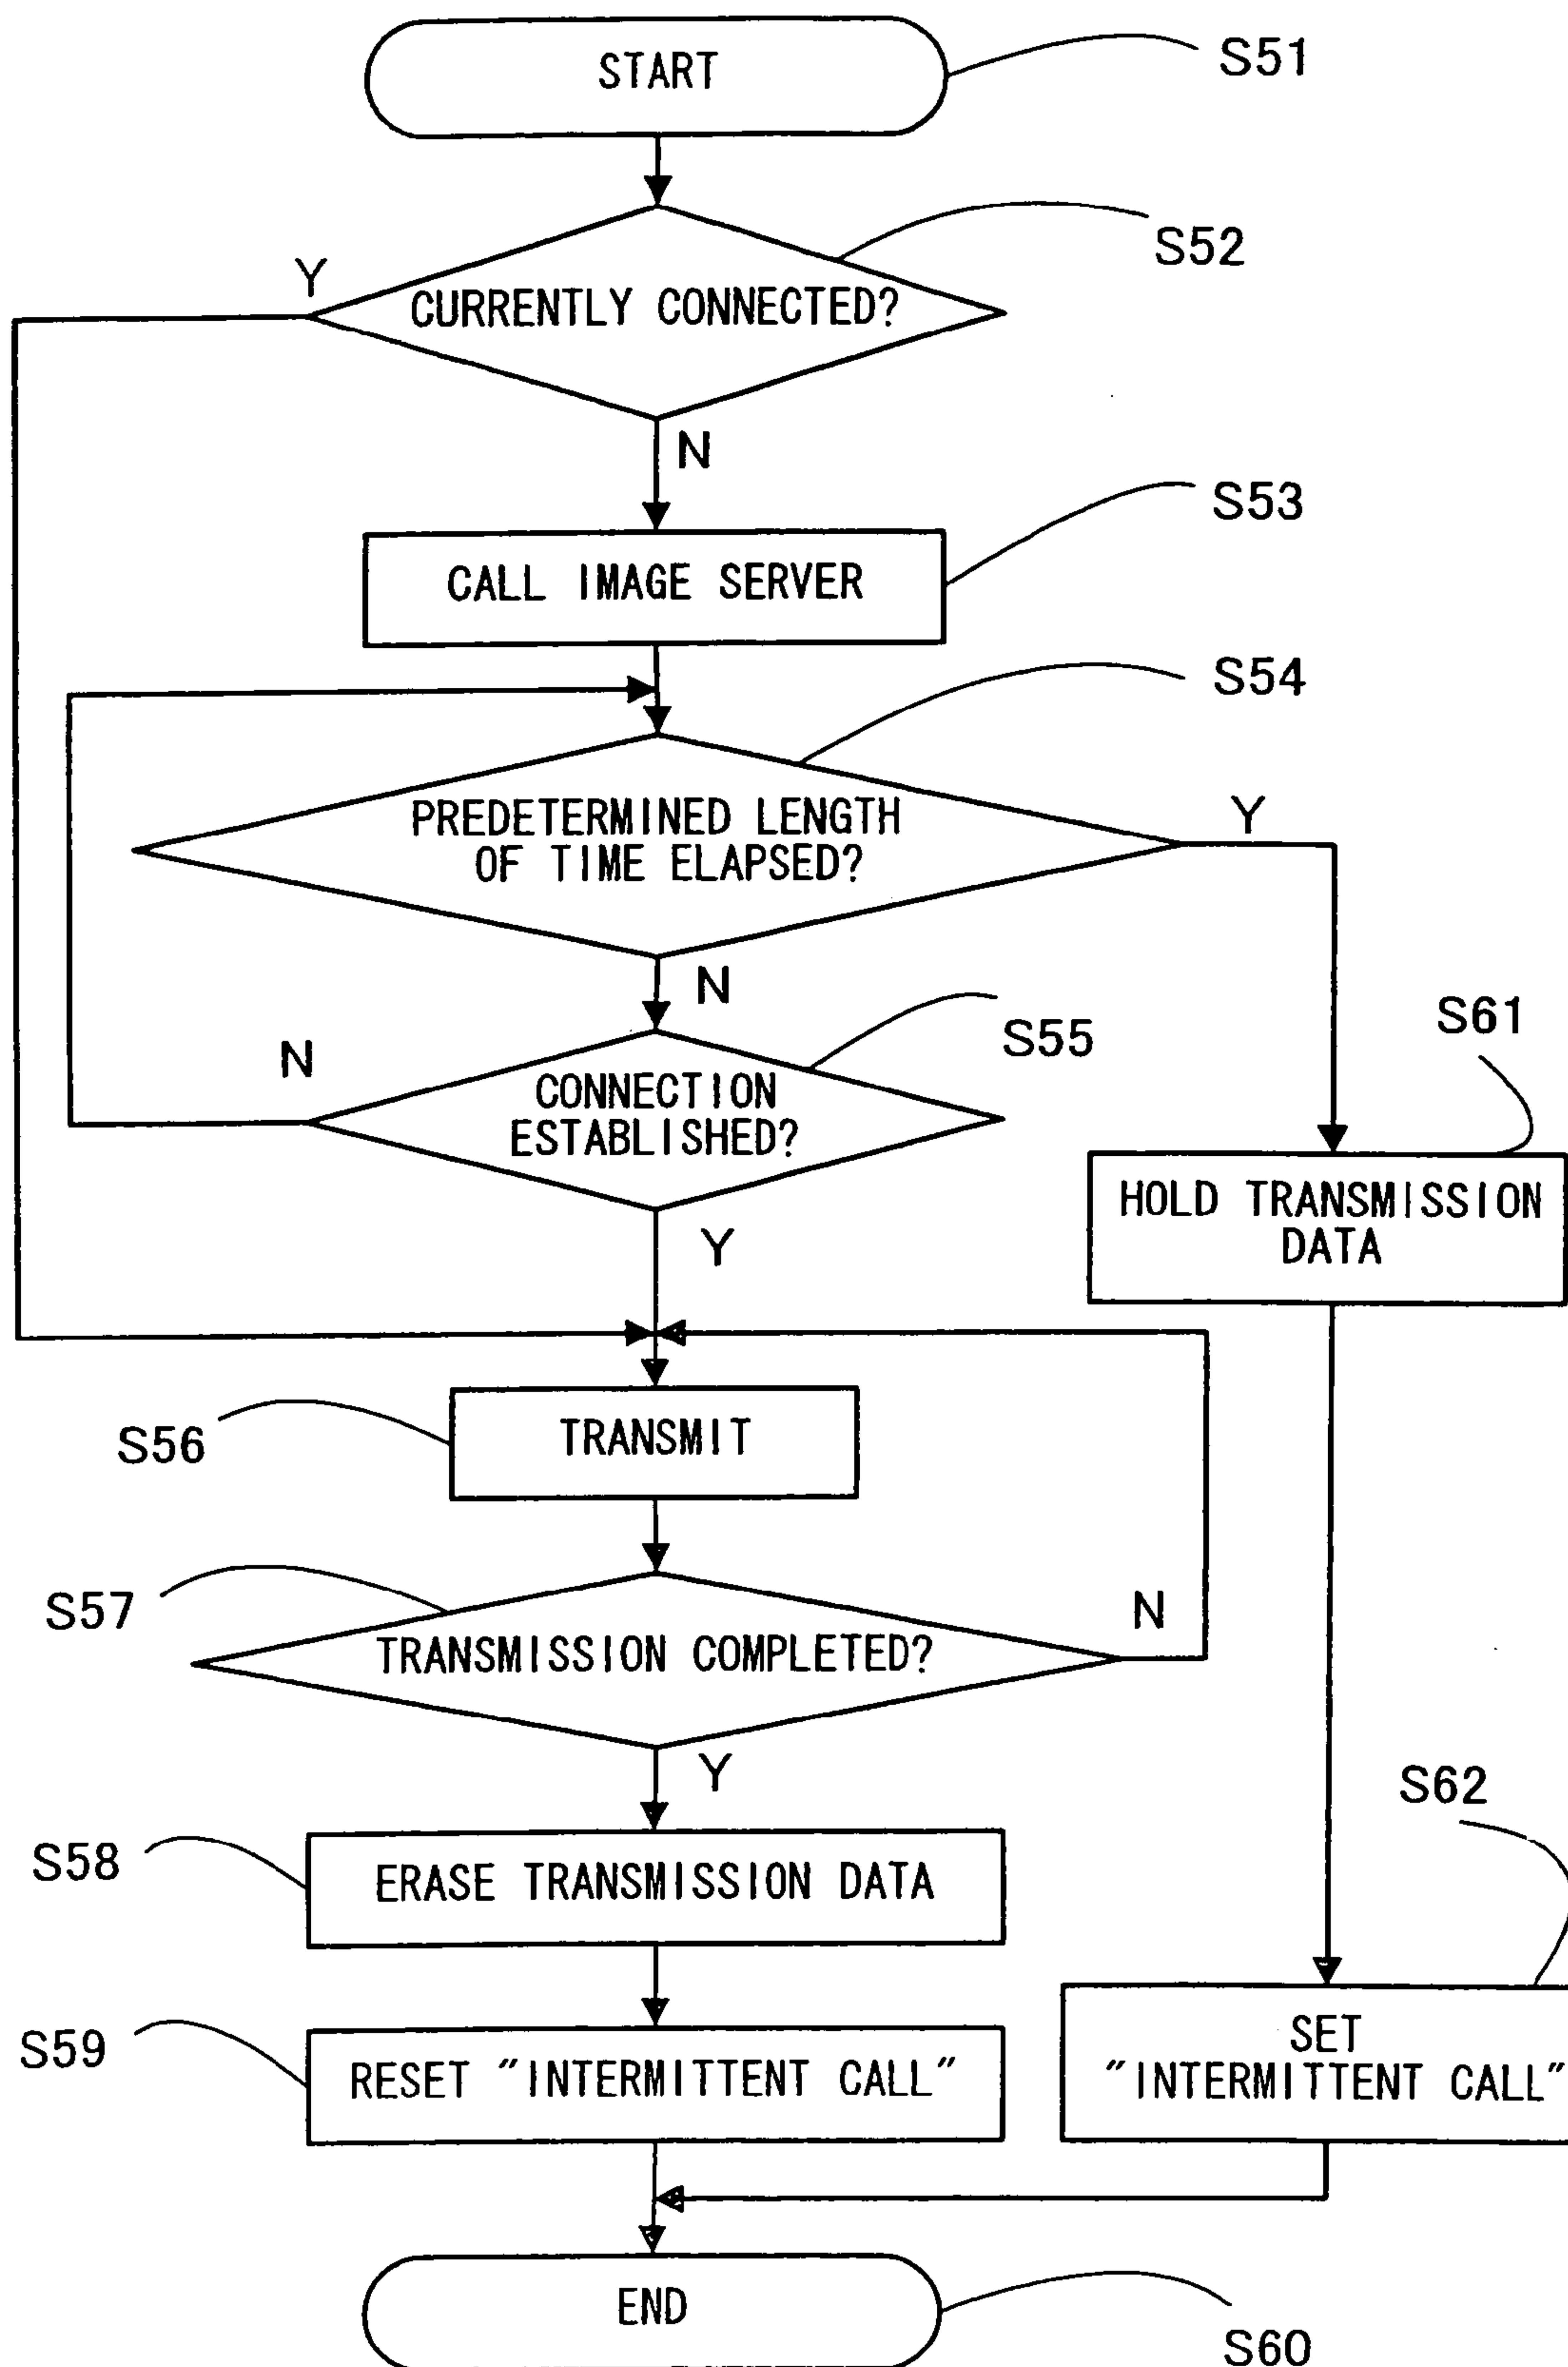 START
S51
S52
Y
CURRENTLY CONNECTED?
N
S53
CALL IMAGE SERVER
S54
PREDETERMINED LENGTH
OF TIME ELAPSED?
Y
N
S55
N
CONNECTION
ESTABLISHED?
S61
HOLD TRANSMISSION
DATA
Y
TRANSMIT
S56
S57
TRANSMISSION COMPLETED?
N
Y
S62
S58
ERASE TRANSMISSION DATA
S59
RESET "INTERMITTENT CALL"
SET
"INTERMITTENT CALL"
END
S60